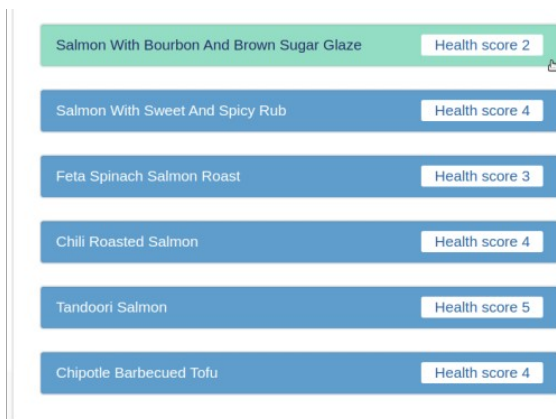 Salmon With Bourbon And Brown Sugar Glaze Health score 2
Salmon With Sweet And Spicy Rub Health score 4
Feta Spinach Salmon Roast Health score 3
Chili Roasted Salmon Health score 4
Tandoori Salmon Health score 5
Chipotle Barbecued Tofu Health score 4